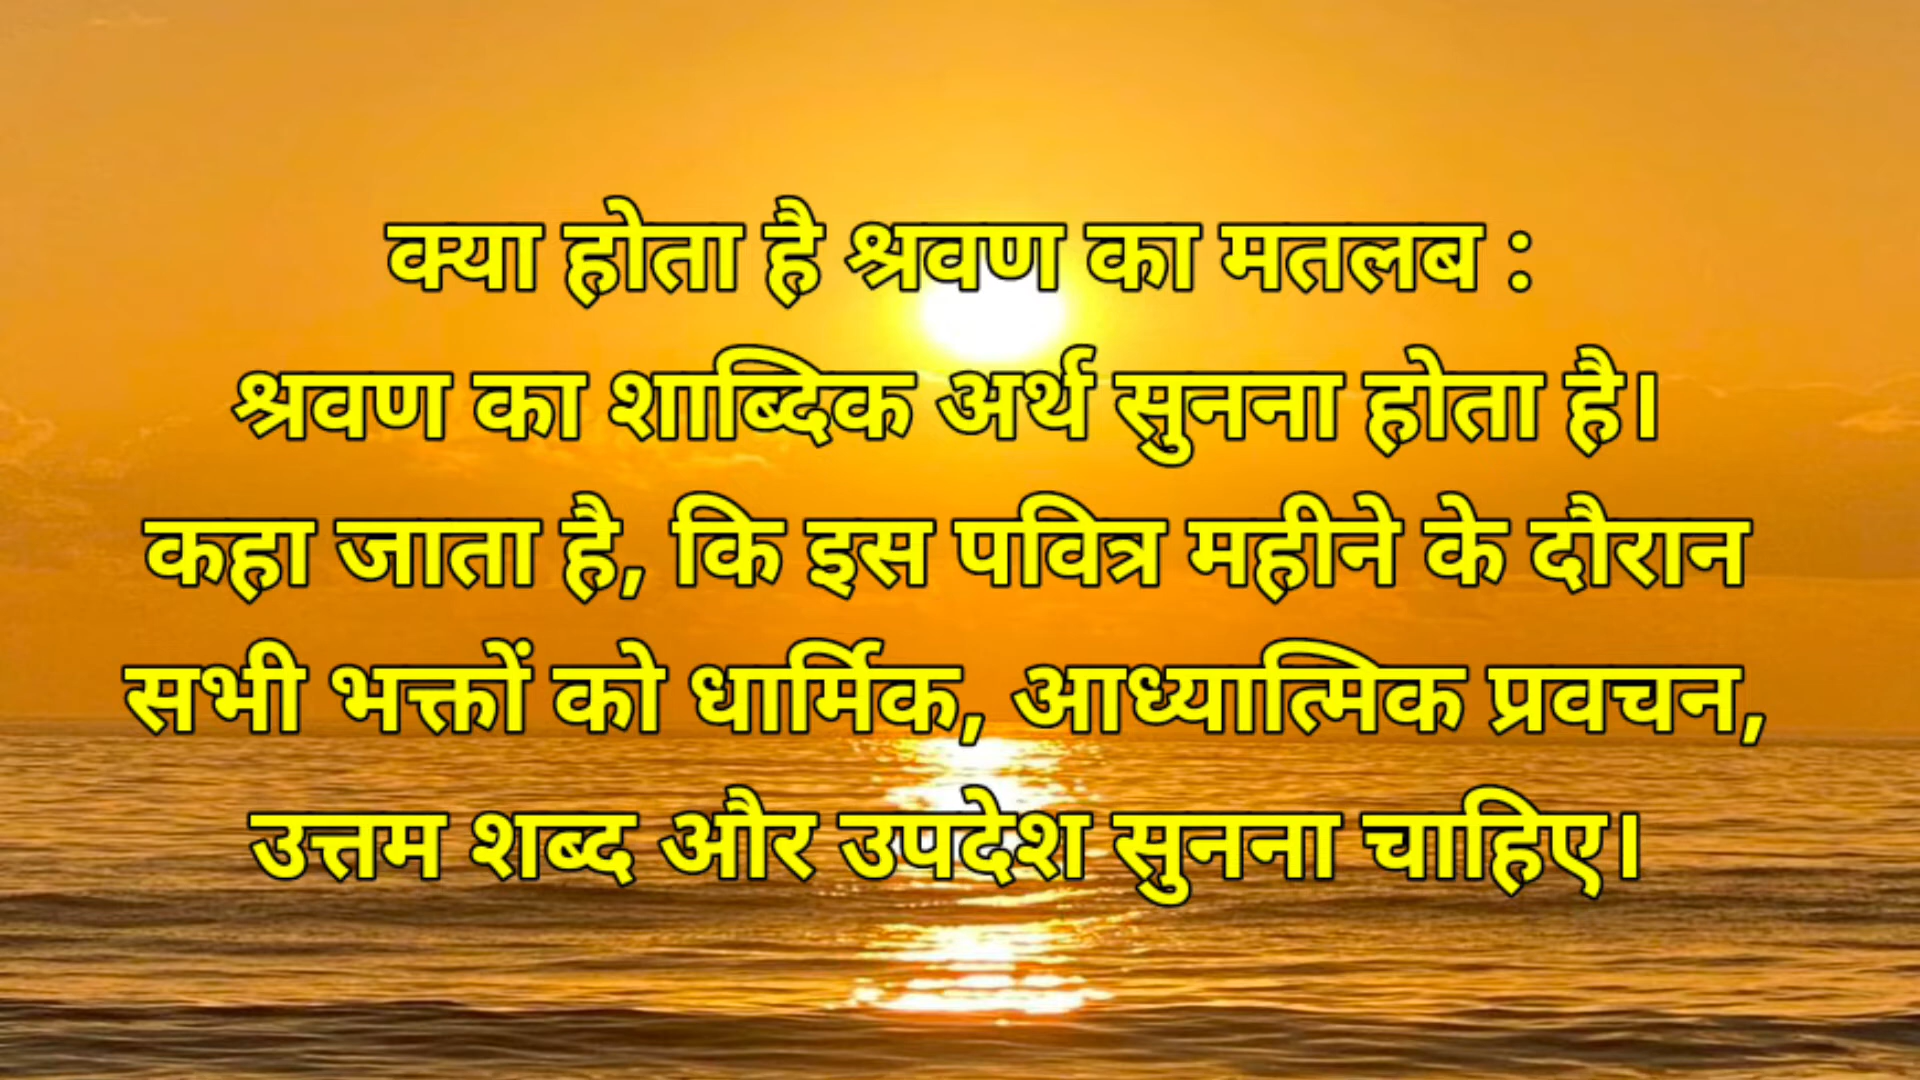 क्या होता है श्रवण का मतलब :
श्रवण का शाब्दिक अर्थ सुनना होता है।
कहा जाता है, कि इस पवित्र महीने के दौरान
सभी भक्तों को धार्मिक, आध्यात्मिक प्रवचन,
उत्तम शब्द और उपदेश सुनना चाहिए।